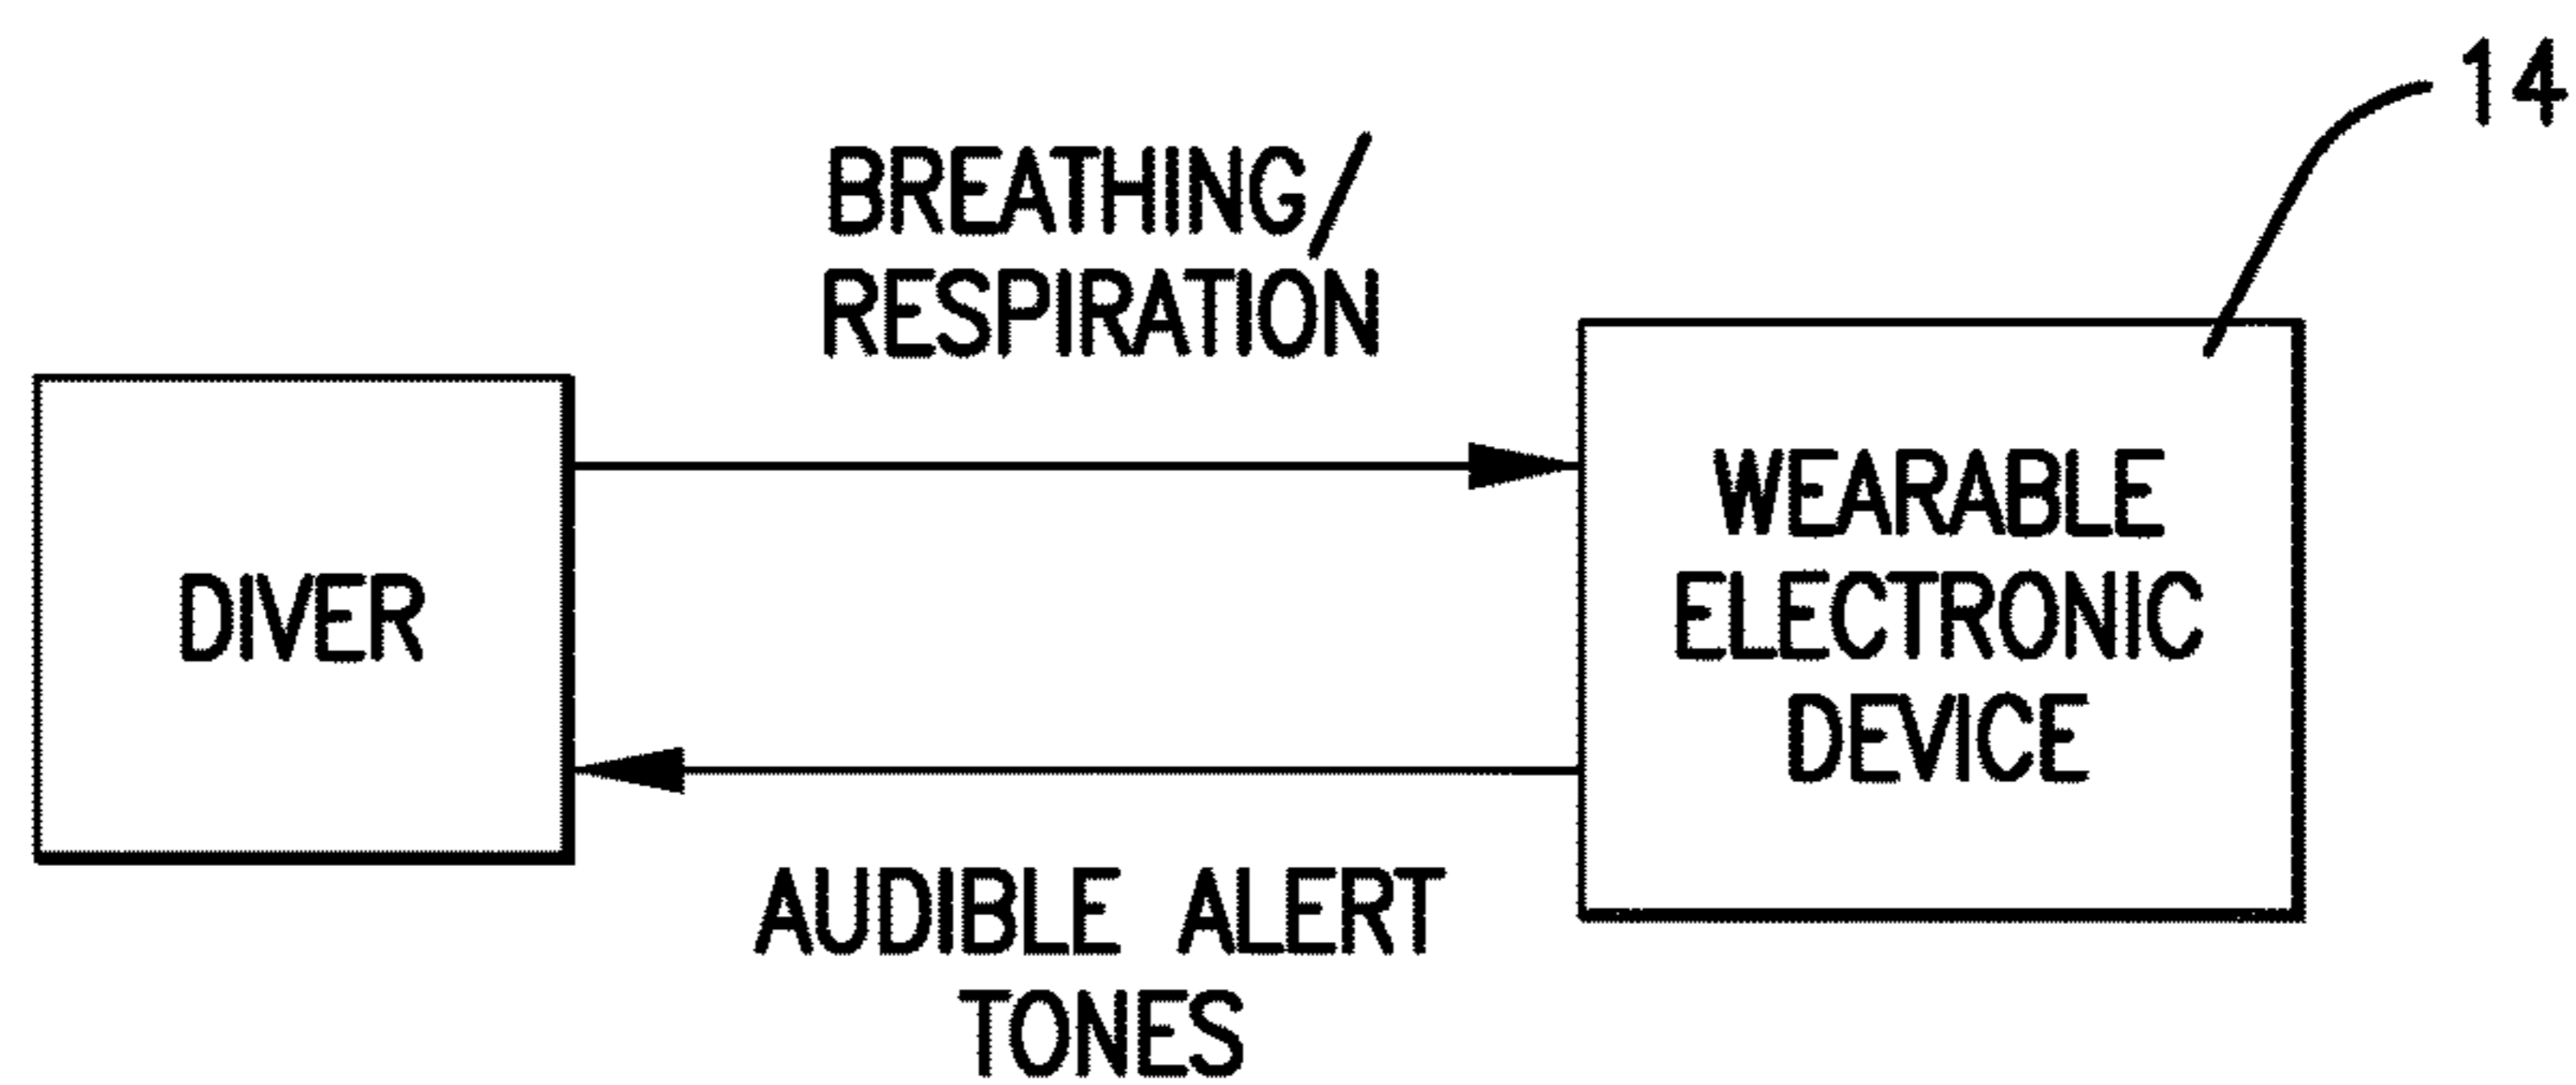 14
BREATHING/
RESPIRATION
DIVER
WEARABLE
ELECTRONIC
DEVICE
AUDIBLE ALERT
TONES